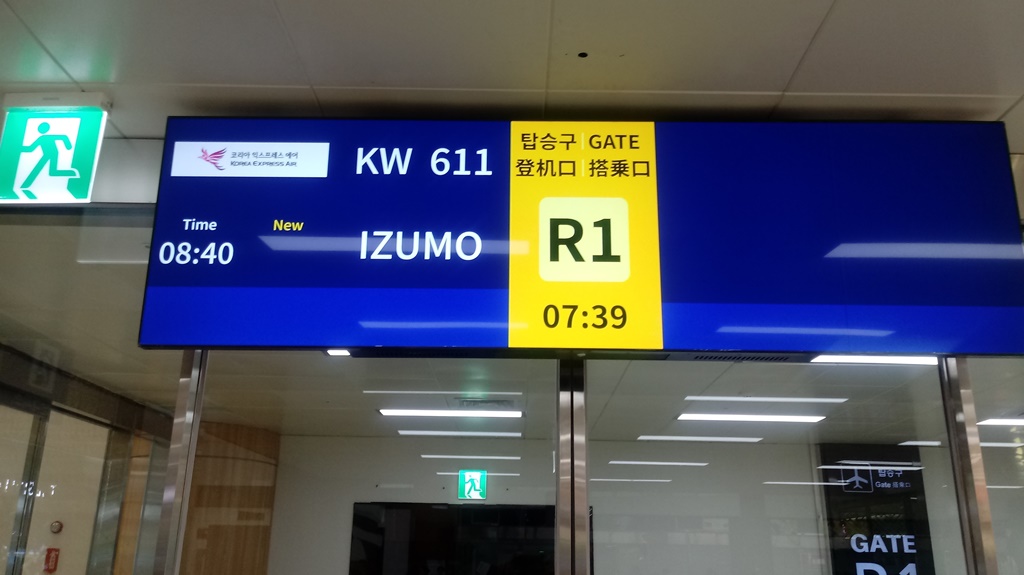 코리아 익스프레스 에어
KOREA EXPRESS AIR
KW 611
Time
New
08:40
IZUMO
탑승구 GATE
登机口 搭乗口
R1
07:39
탑승구
Gate 搭乗口
GATE
R1